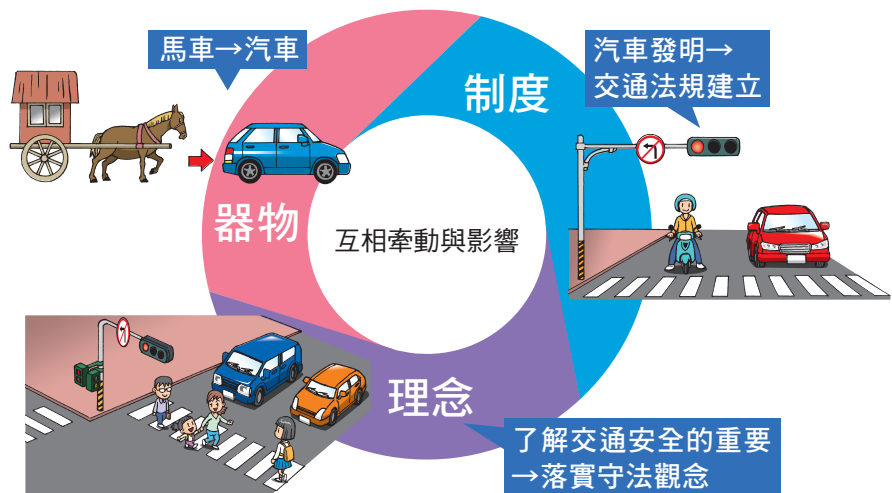 馬車→汽車
汽車發明→
交通法規建立
制度
器物
互相牽動與影響
理念
了解交通安全的重要
→落實守法觀念